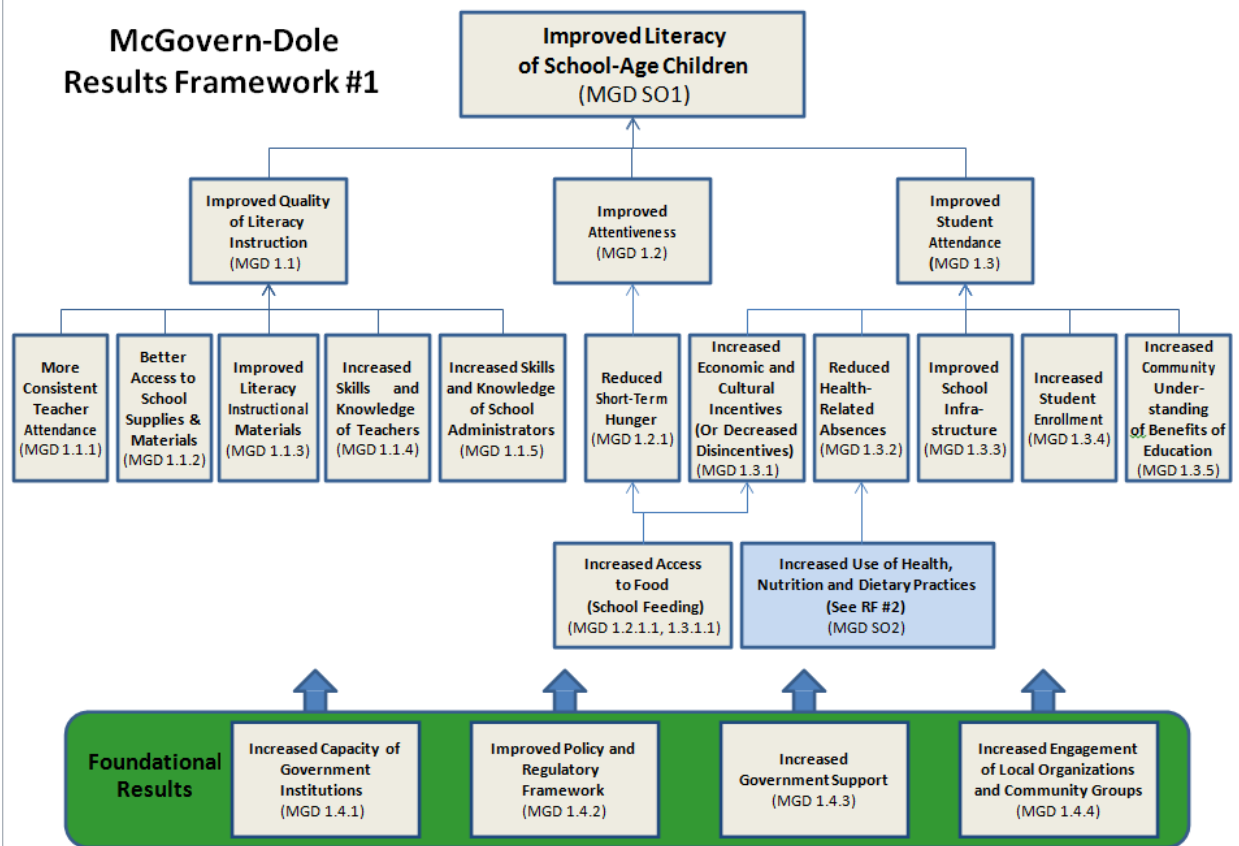 McGovern-Dole
Results Framework #1
Improved Literacy
of School-Age Children
(MGD SO1)
Improved Quality
of Literacy
Instruction
(MGD 1.1)
Improved
Attentiveness
(MGD 1.2)
Improved
Student
Attendance
(MGD 1.3)
More
Consistent
Teacher
Attendance
(MGD 1.1.1)
Better
Access to
School
Supplies &
Materials
(MGD 1.1.2)
Improved
Literacy
Instructional
Materials
(MGD 1.1.3)
Increased
Skills and
Knowledge
of Teachers
(MGD 1.1.4)
Increased Skills
and Knowledge
of School
Administrators
(MGD 1.1.5)
Reduced
Short-Term
Hunger
(MGD 1.2.1)
Increased
Economic and
Cultural
Incentives
(Or Decreased
Disincentives)
(MGD 1.3.1)
Reduced
Health-
Related
Absences
(MGD 1.3.2)
Improved
School
Infra-
structure
(MGD 1.3.3)
Increased
Student
Enrollment
(MGD 1.3.4)
Increased
Community
Under-
standing
of Benefits of
Education
(MGD 1.3.5)
Increased Access
to Food
(School Feeding)
(MGD 1.2.1.1, 1.3.1.1)
Increased Use of Health,
Nutrition and Dietary Practices
(See RF #2)
(MGD SO2)
Foundational
Results
Increased Capacity of
Government
Institutions
(MGD 1.4.1)
Improved Policy and
Regulatory
Framework
(MGD 1.4.2)
Increased
Government Support
(MGD 1.4.3)
Increased Engagement
of Local Organizations
and Community Groups
(MGD 1.4.4)